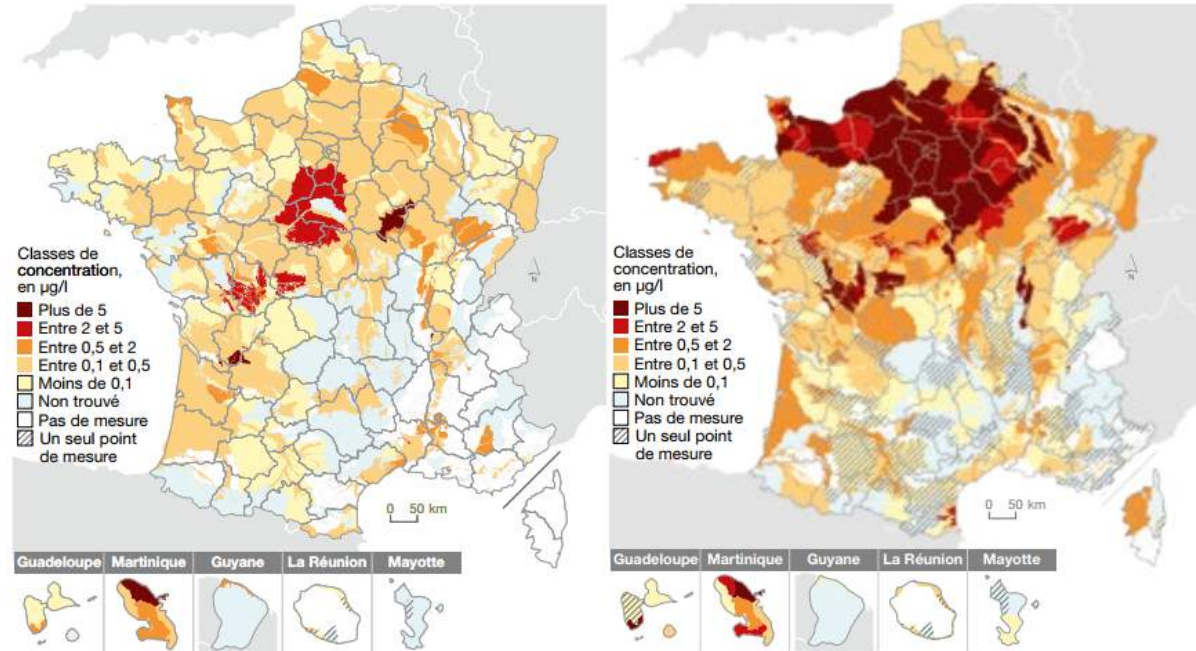 Classes de
concentration,
en µg/l
Plus de 5
Entre 2 et 5
Entre 0,5 et 2
Entre 0,1 et 0,5
Moins de 0,1
Non trouvé
Pas de mesure
Un seul point
de mesure
N
0 50 km
Guadeloupe Martinique Guyane La Réunion Mayotte
Classes de
concentration,
en µg/l
Plus de 5
Entre 2 et 5
Entre 0,5 et 2
Entre 0,1 et 0,5
Moins de 0,1
Non trouvé
Pas de mesure
Un seul point
de mesure
N
0 50 km
Guadeloupe Martinique Guyane La Réunion Mayotte